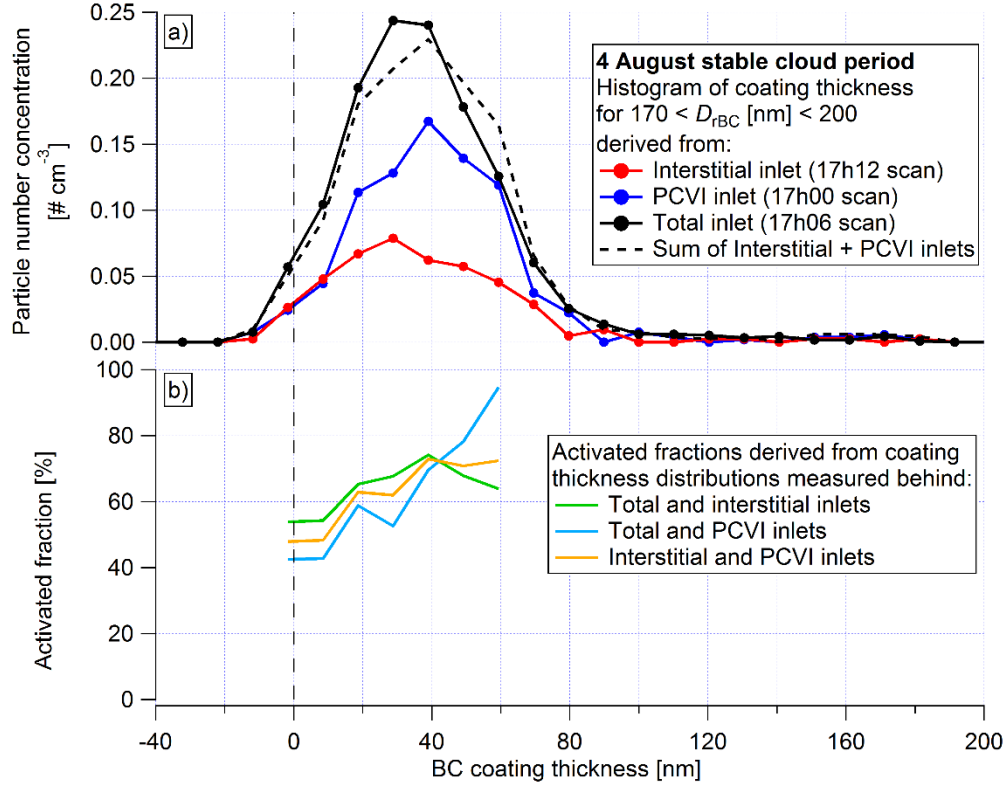 a)
0.25
0.20
0.15
0.10
0.05
0.00
Particle number concentration
[# cm⁻³]
4 August stable cloud period
Histogram of coating thickness
for 170 < D_rBC [nm] < 200
derived from:
Interstitial inlet (17h12 scan)
PCVI inlet (17h00 scan)
Total inlet (17h06 scan)
Sum of Interstitial + PCVI inlets
b)
100
80
60
40
20
0
Activated fraction [%]
Activated fractions derived from coating
thickness distributions measured behind:
Total and interstitial inlets
Total and PCVI inlets
Interstitial and PCVI inlets
-40 0 40 80 120 160 200
BC coating thickness [nm]